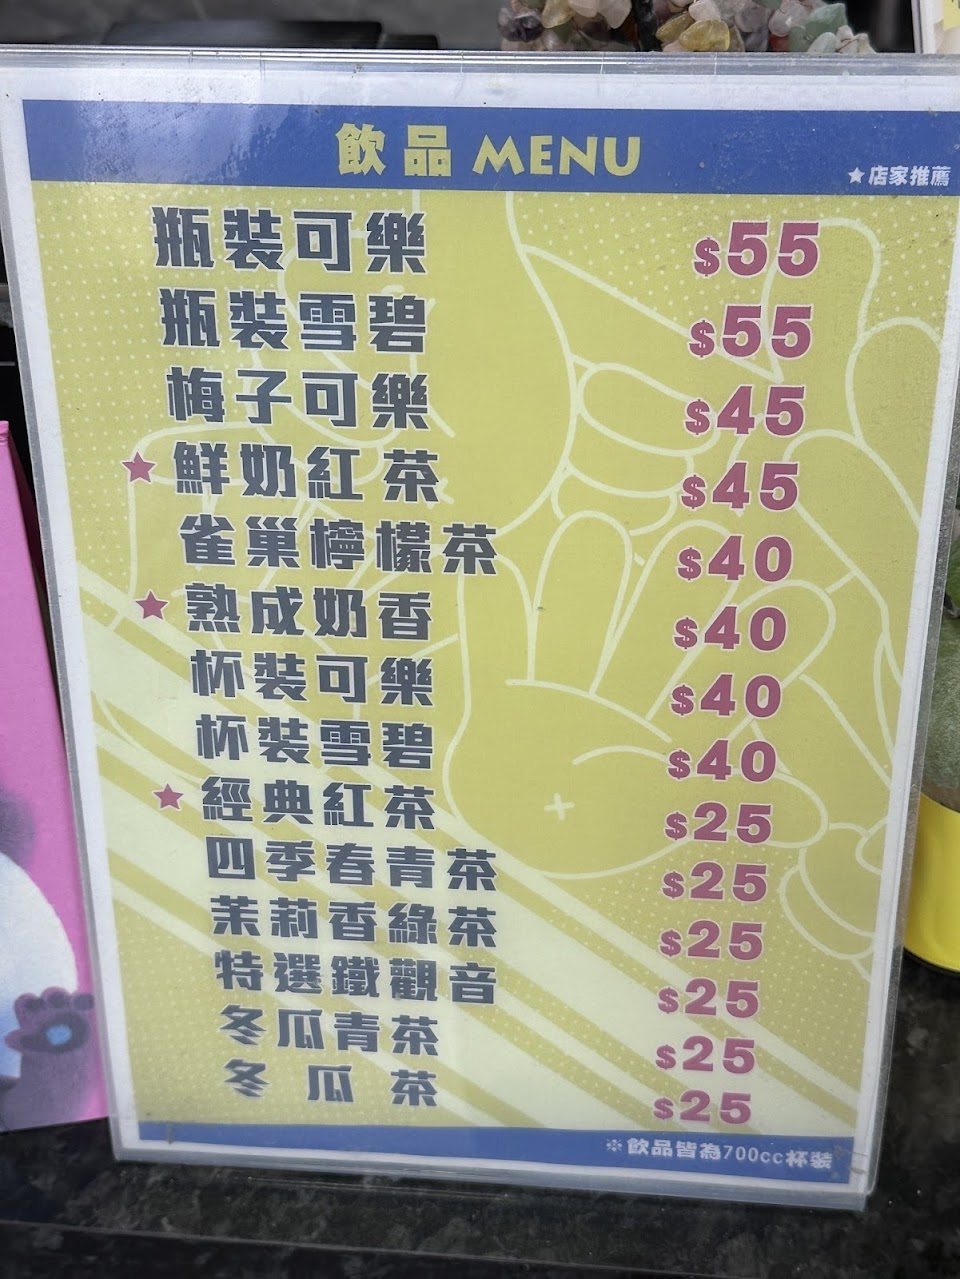 飲品 MENU
★店家推薦
瓶裝可樂 $55
瓶裝雪碧 $55
梅子可樂 $45
★鮮奶紅茶 $45
雀巢檸檬茶 $40
★熟成奶香 $40
杯裝可樂 $40
杯裝雪碧 $40
★經典紅茶 $25
四季春青茶 $25
茉莉香綠茶 $25
特選鐵觀音 $25
冬瓜青茶 $25
冬瓜茶 $25
※飲品皆為700cc杯裝